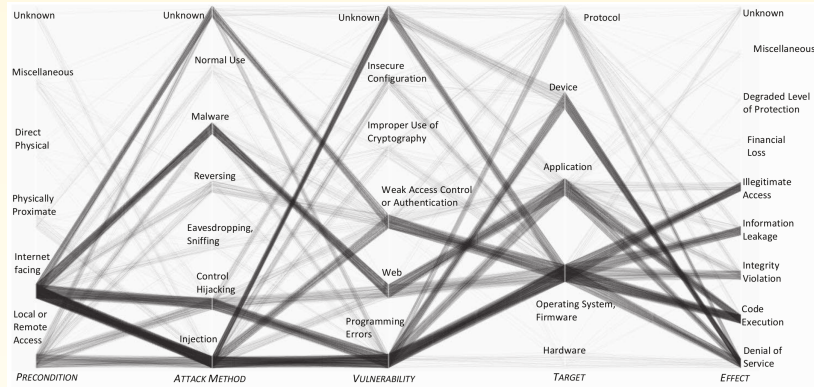 Unknown
Miscellaneous
Direct
Physical
Physically
Proximate
Internet
facing
Local or
Remote
Access
PRECONDITION
Unknown
Normal Use
Malware
Reversing
Eavesdropping,
Sniffing
Control
Hijacking
Injection
ATTACK METHOD
Unknown
Insecure
Configuration
Improper Use of
Cryptography
Weak Access Control
or Authentication
Web
Programming
Errors
VULNERABILITY
Protocol
Device
Application
Operating System,
Firmware
Hardware
TARGET
Unknown
Miscellaneous
Degraded Level
of Protection
Financial
Loss
Illegitimate
Access
Information
Leakage
Integrity
Violation
Code
Execution
Denial of
Service
EFFECT